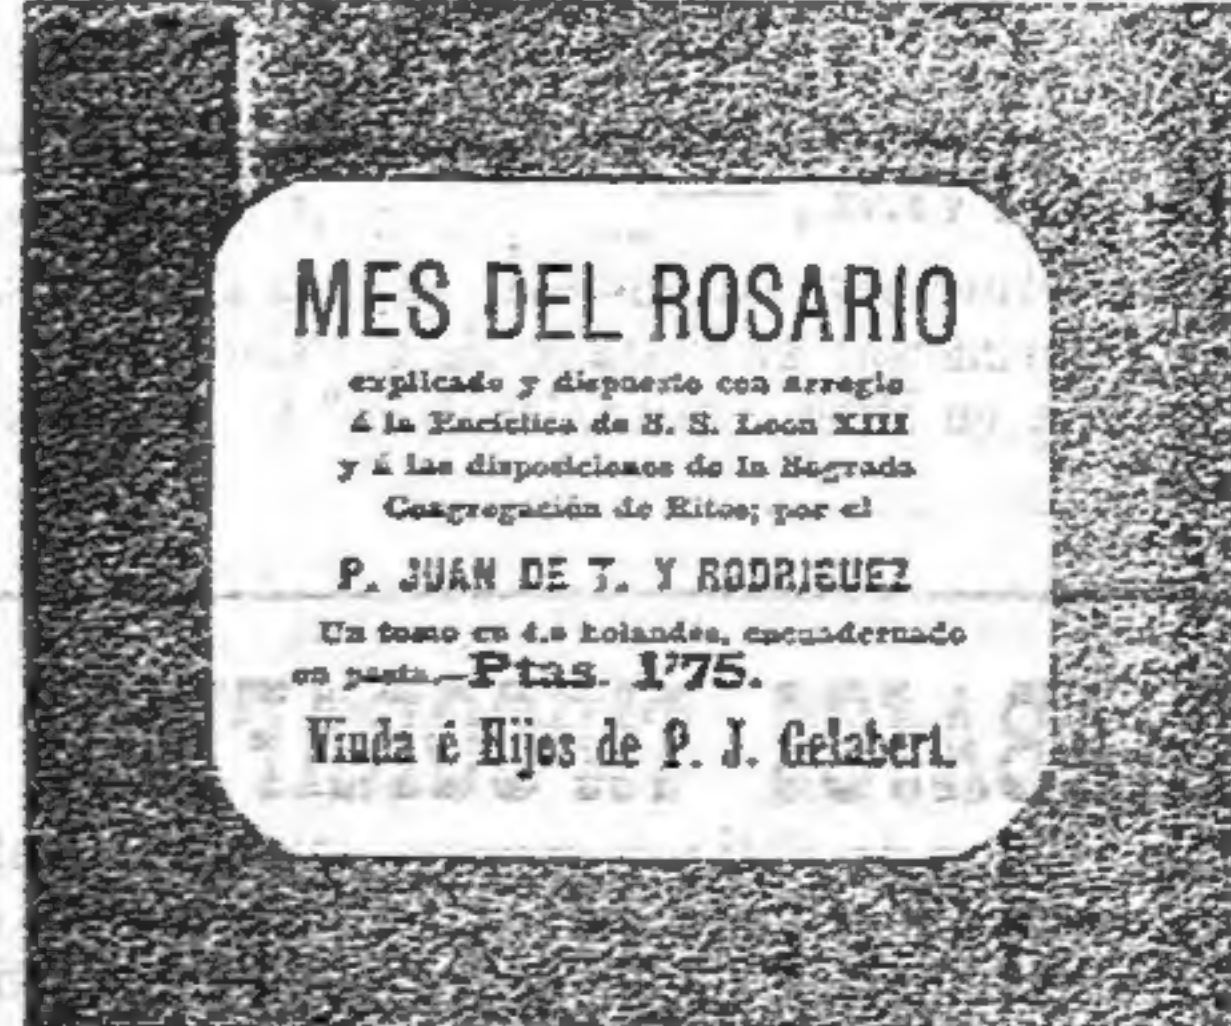 MES DEL ROSARIO
explicado y dispuesto con arreglo
á la Encíclica de S. S. Leon XIII
y á las disposiciones de la Sagrada
Congregación de Ritos; por el
P. JUAN DE T. Y RODRIGUEZ
Un tomo en 4.º holandes, encuadernado
en pasta.—Ptas. 1'75.
Viuda é Hijos de P. J. Gelabert.